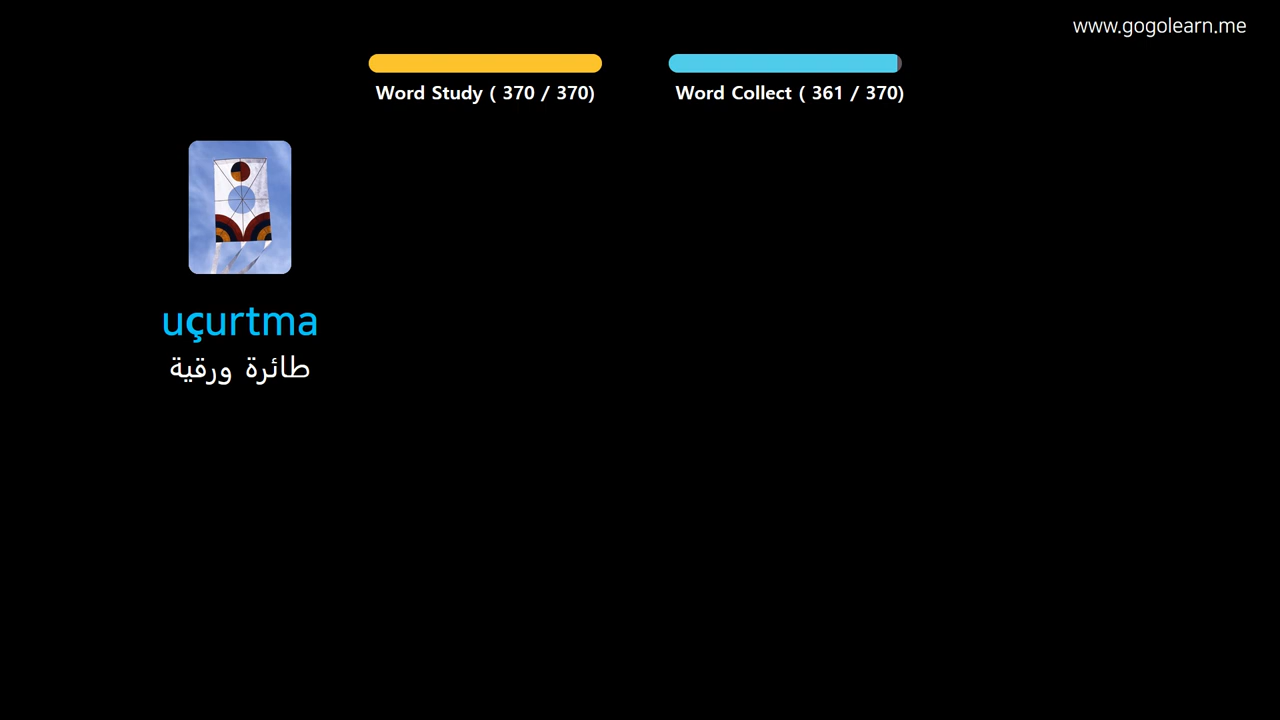 www.gogolearn.me
Word Study ( 370 / 370)
Word Collect ( 361 / 370)
uçurtma
طائرة ورقية